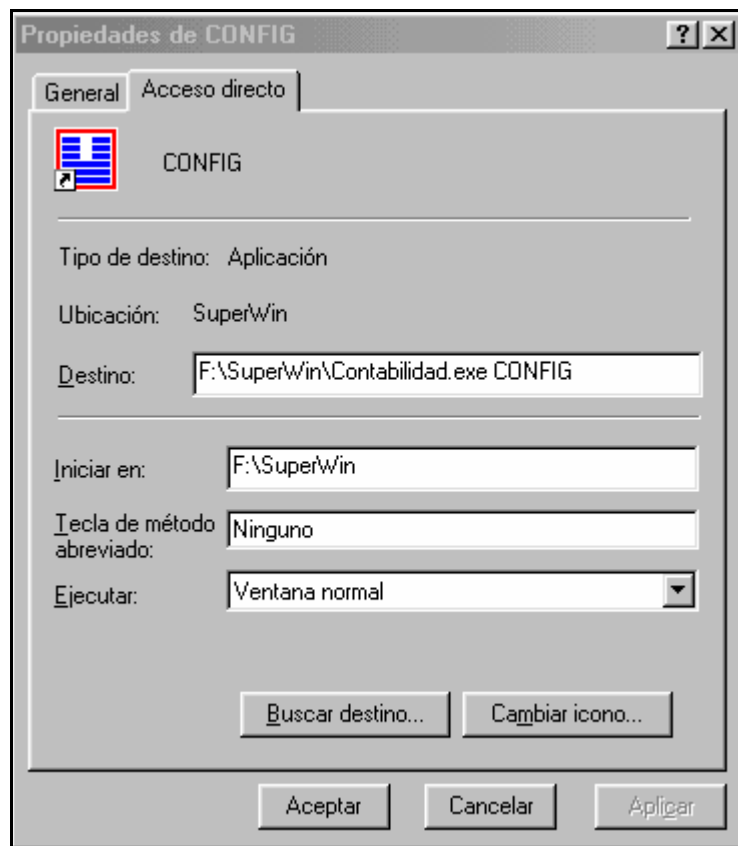 Propiedades de CONFIG
General Acceso directo
CONFIG
Tipo de destino: Aplicación
Ubicación: SuperWin
Destino: F:\SuperWin\Contabilidad.exe CONFIG
Iniciar en: F:\SuperWin
Tecla de método abreviado: Ninguno
Ejecutar: Ventana normal
Buscar destino... Cambiar icono...
Aceptar Cancelar Aplicar